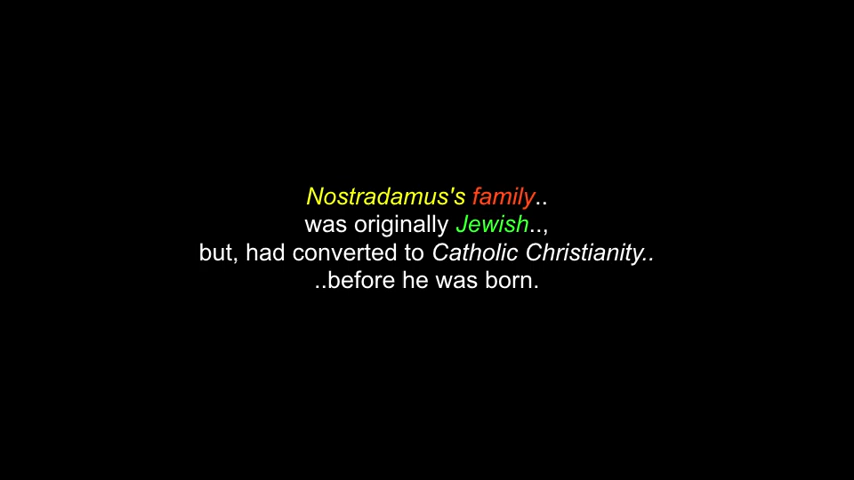 Nostradamus's family..
was originally Jewish..,
but, had converted to Catholic Christianity..
..before he was born.